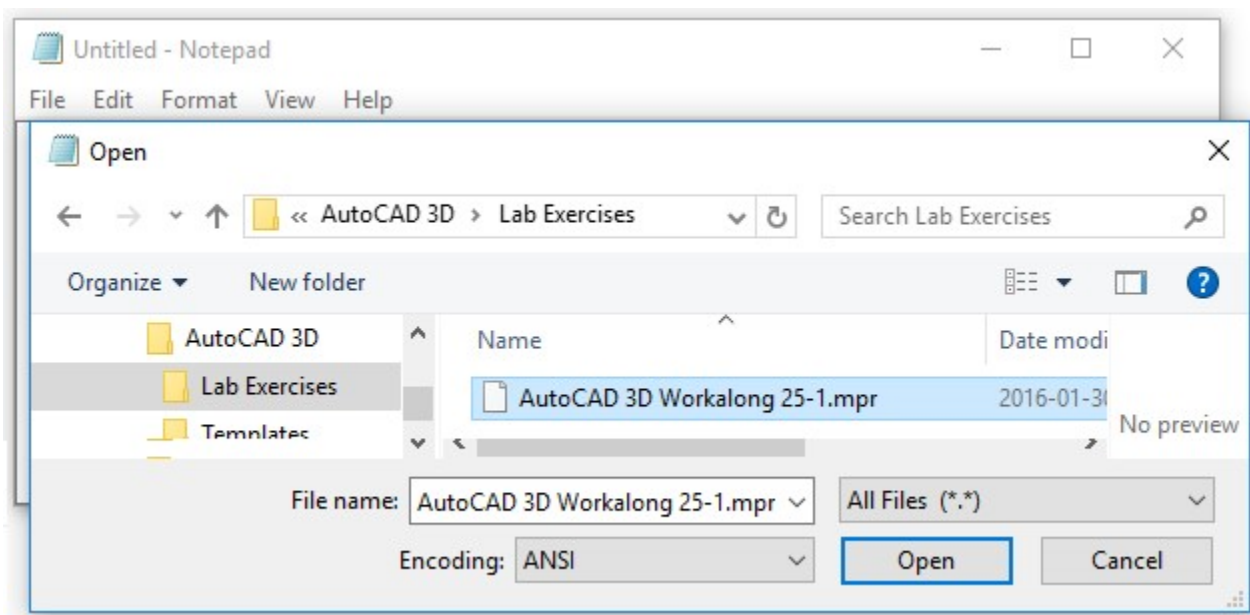 Untitled - Notepad
File Edit Format View Help
Open
« AutoCAD 3D > Lab Exercises
Search Lab Exercises
Organize New folder
AutoCAD 3D
Lab Exercises
Templates
Name Date modi
AutoCAD 3D Workalong 25-1.mpr 2016-01-30
No preview
File name: AutoCAD 3D Workalong 25-1.mpr All Files (*.*)
Encoding: ANSI Open Cancel